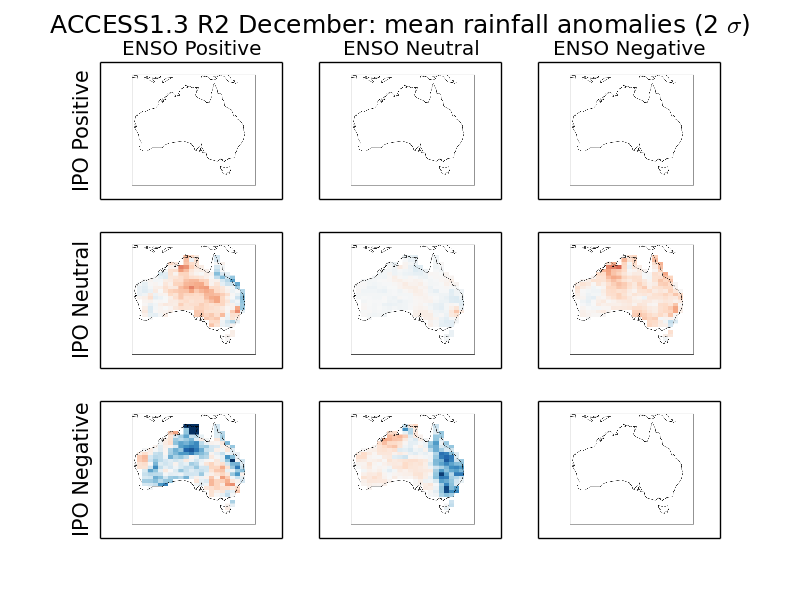 ACCESS1.3 R2 December: mean rainfall anomalies (2 σ)
ENSO Positive
ENSO Neutral
ENSO Negative
IPO Positive
IPO Neutral
IPO Negative